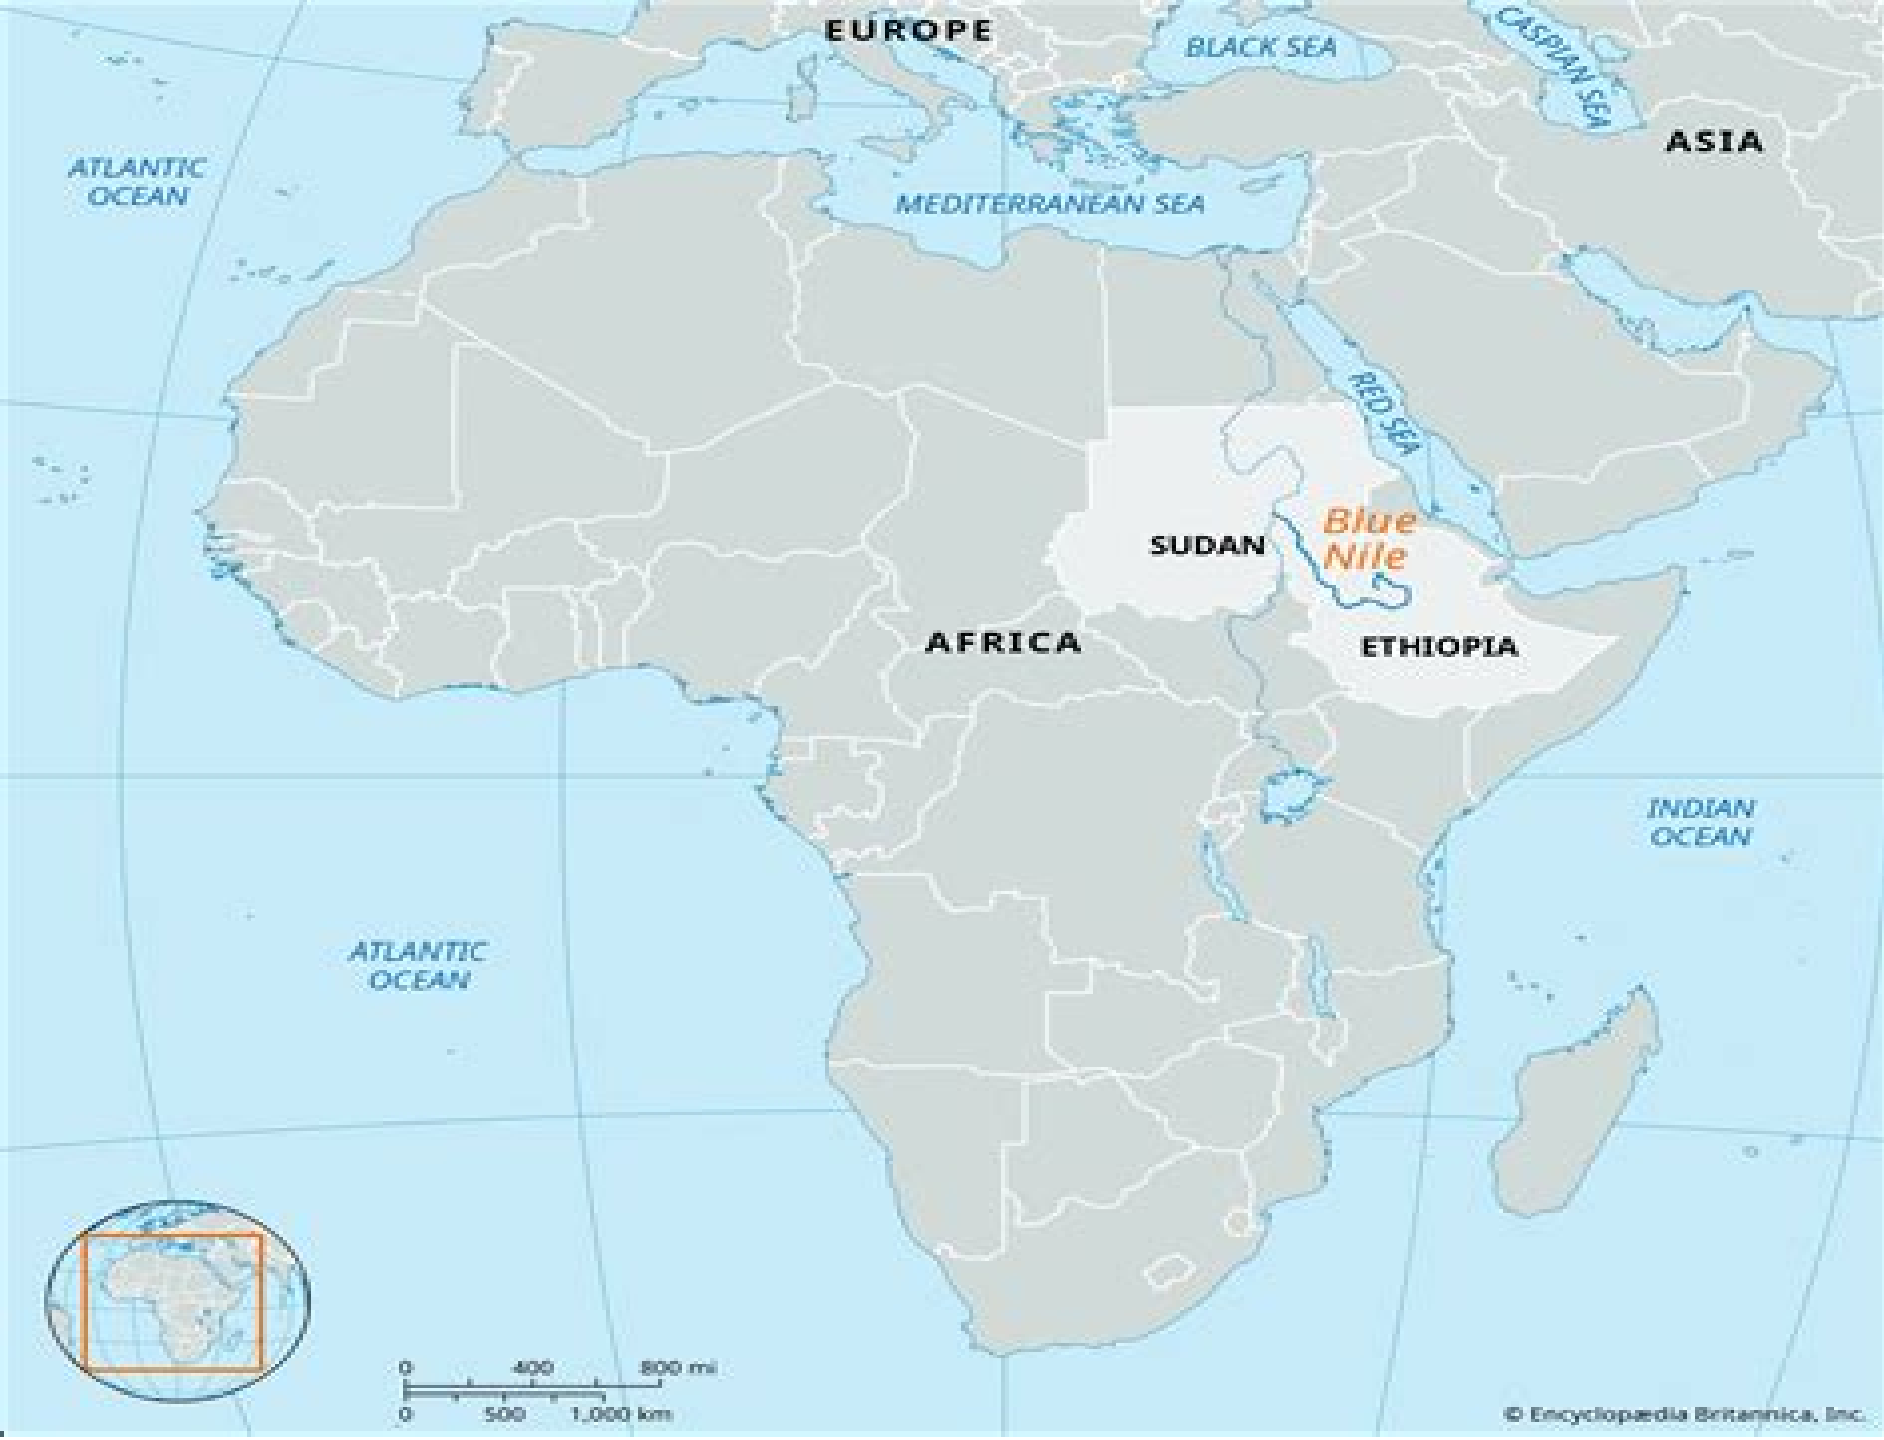 EUROPE
BLACK SEA
CASPIAN SEA
ASIA
ATLANTIC
OCEAN
MEDITERRANEAN SEA
RED SEA
Blue
Nile
SUDAN
AFRICA
ETHIOPIA
INDIAN
OCEAN
ATLANTIC
OCEAN
0 400 800 mi
0 500 1,000 km
© Encyclopædia Britannica, Inc.